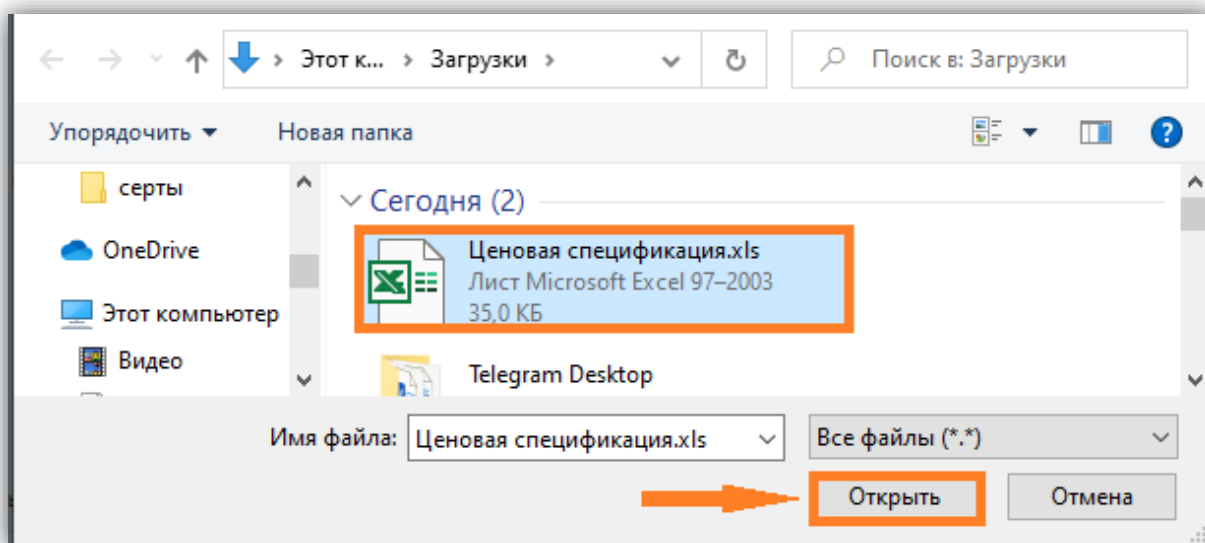 Этот к... > Загрузки >
Поиск в: Загрузки
Упорядочить
Новая папка
?
серты
OneDrive
Этот компьютер
Видео
Сегодня (2)
Ценовая спецификация.xls
Лист Microsoft Excel 97–2003
35,0 КБ
Telegram Desktop
Имя файла: Ценовая спецификация.xls
Все файлы (*.*)
Открыть
Отмена